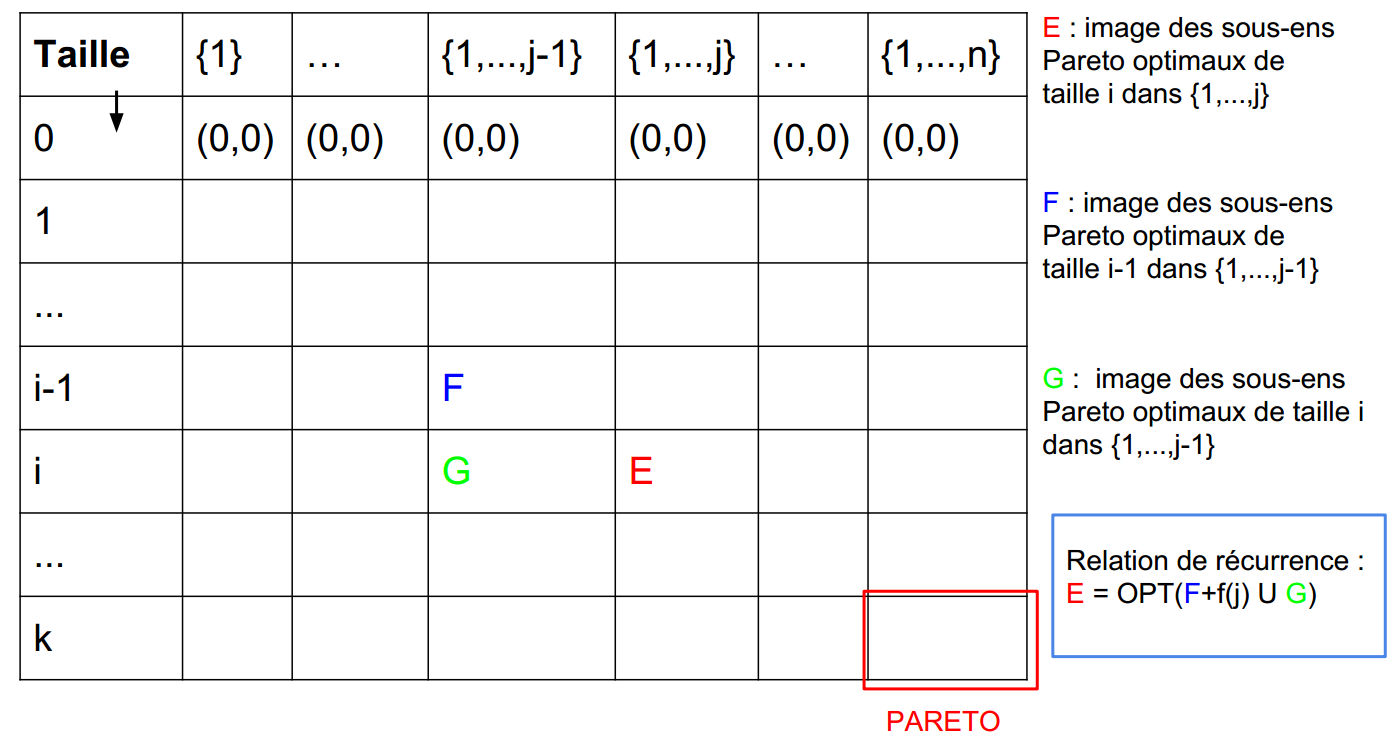 Taille {1} … {1,...,j-1} {1,...,j} … {1,...,n}
0 (0,0) (0,0) (0,0) (0,0) (0,0) (0,0)
1
...
i-1 F
i G E
...
k
PARETO
E : image des sous-ens
Pareto optimaux de
taille i dans {1,...,j}
F : image des sous-ens
Pareto optimaux de
taille i-1 dans {1,...,j-1}
G : image des sous-ens
Pareto optimaux de taille i
dans {1,...,j-1}
Relation de récurrence :
E = OPT(F+f(j) U G)